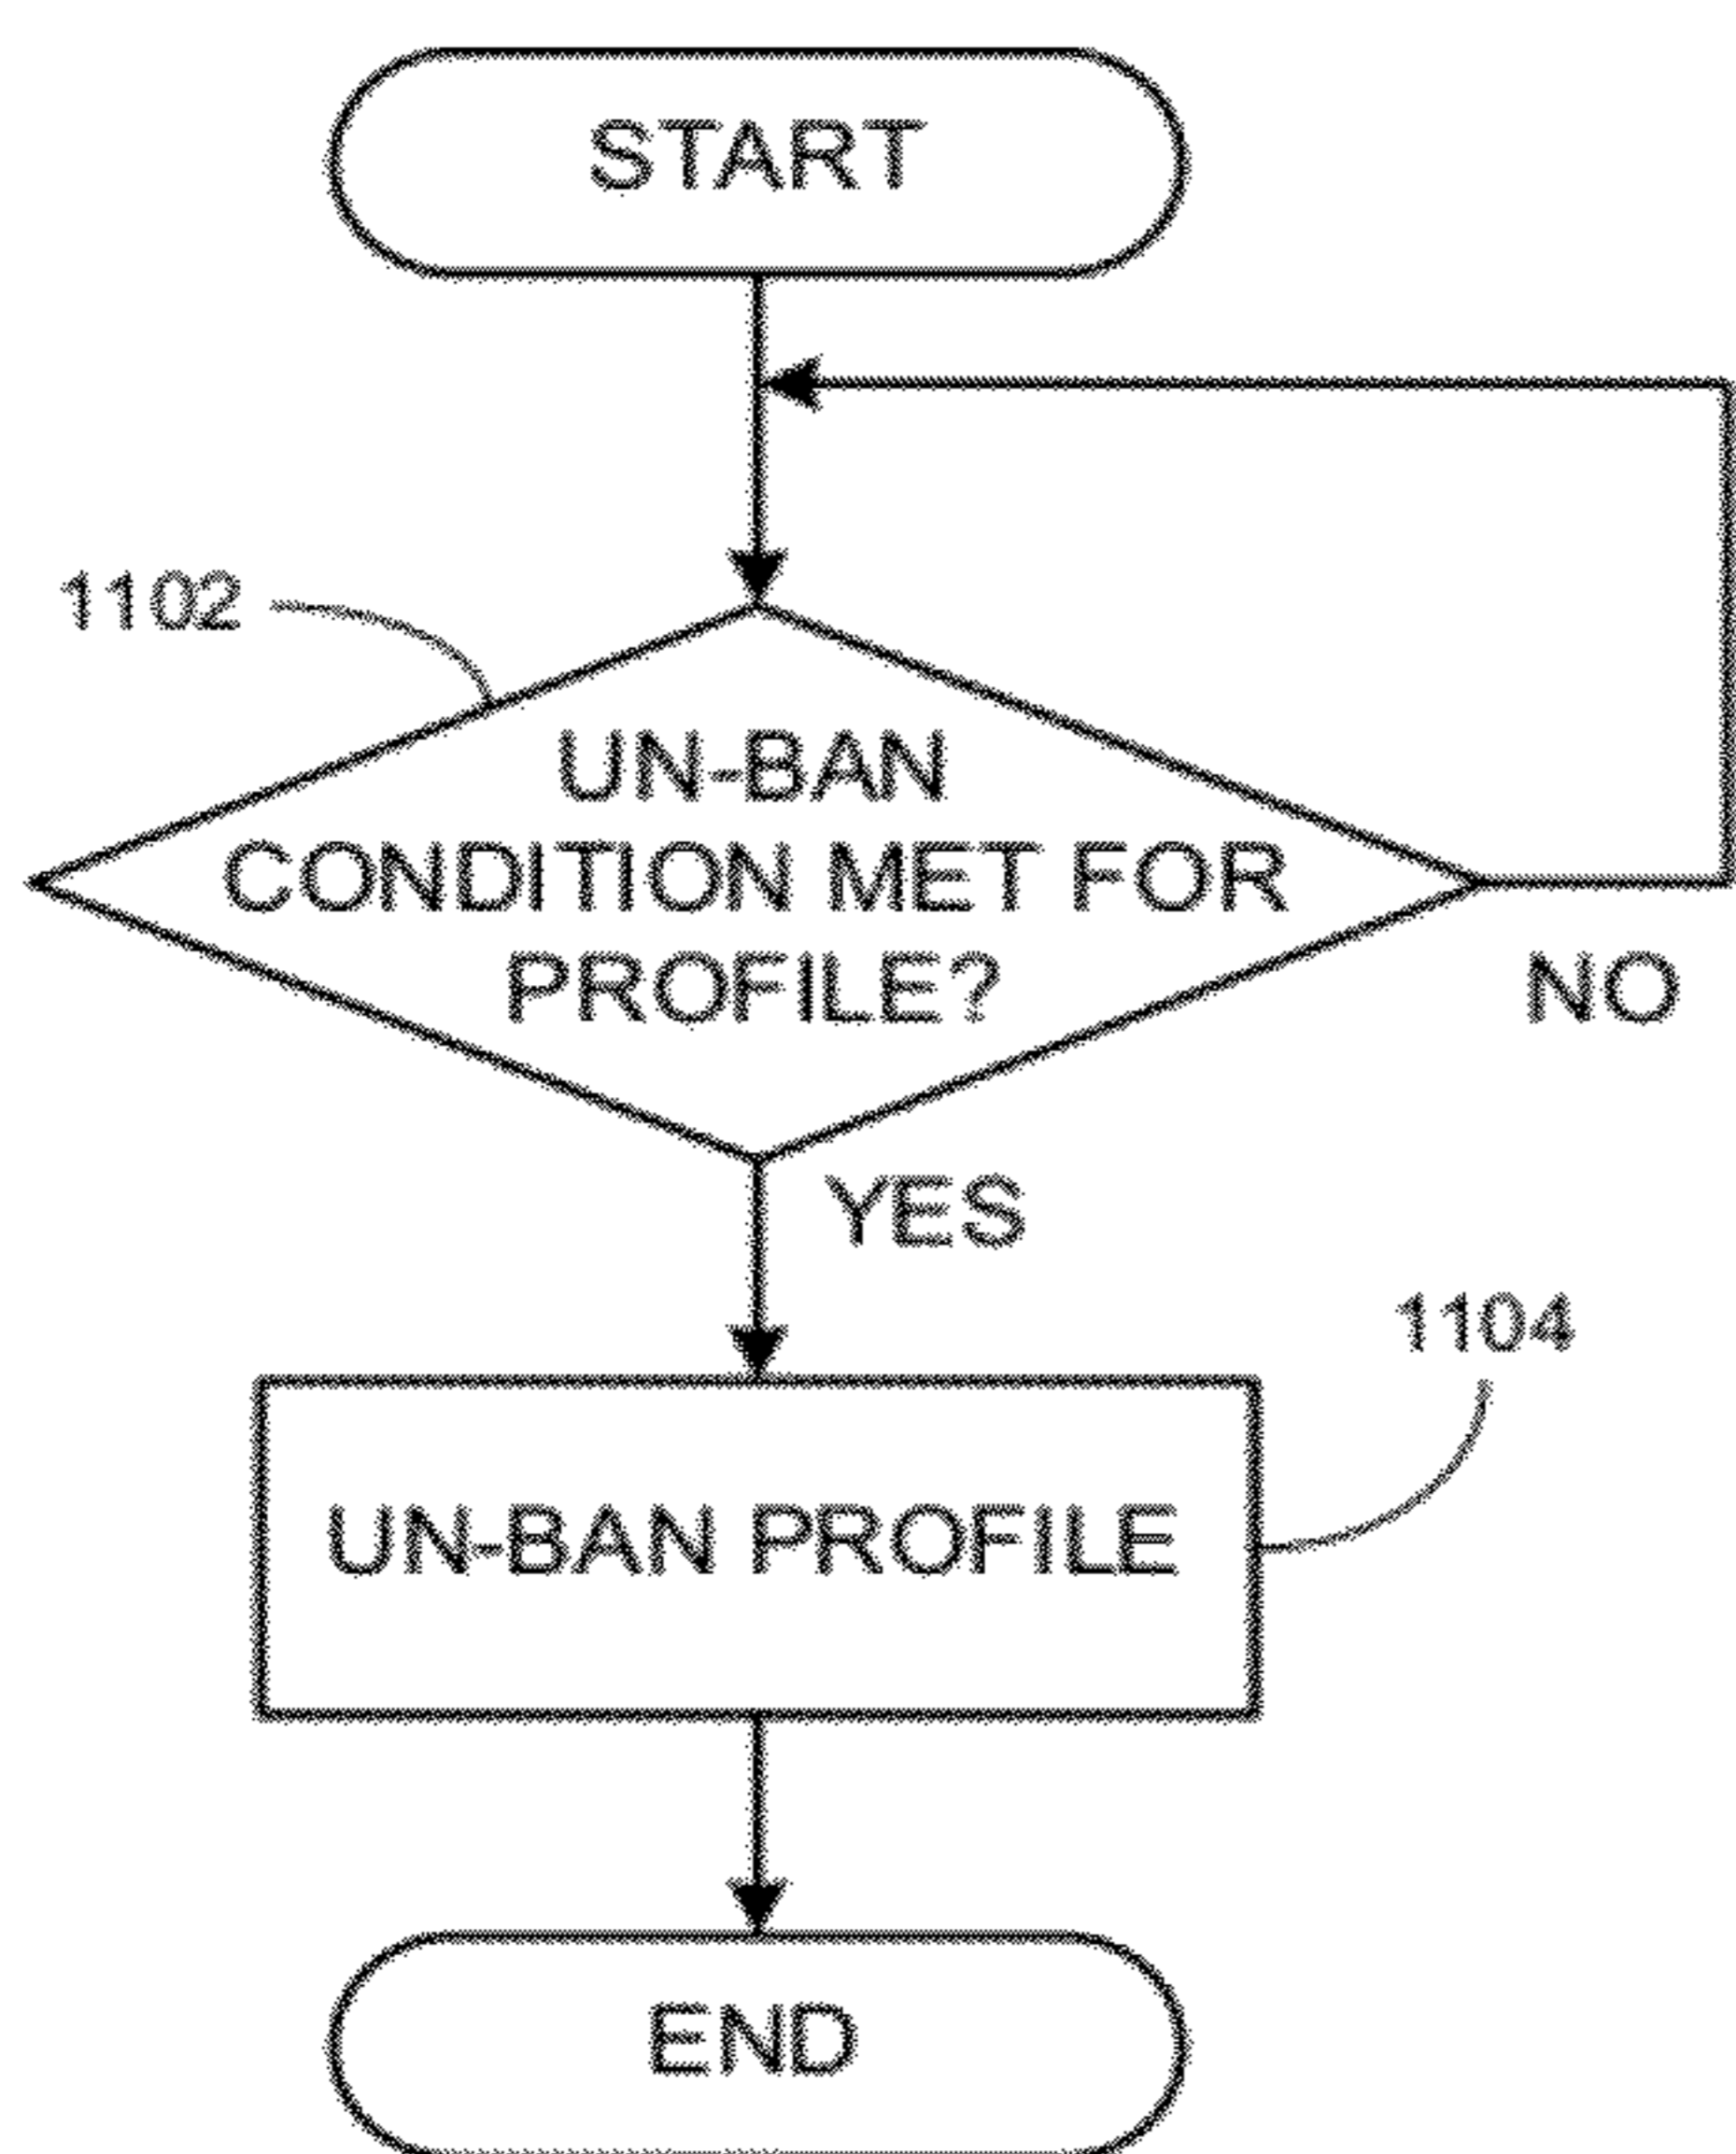 START
1102
UN-BAN
CONDITION MET FOR
PROFILE?
NO
YES
1104
UN-BAN PROFILE
END